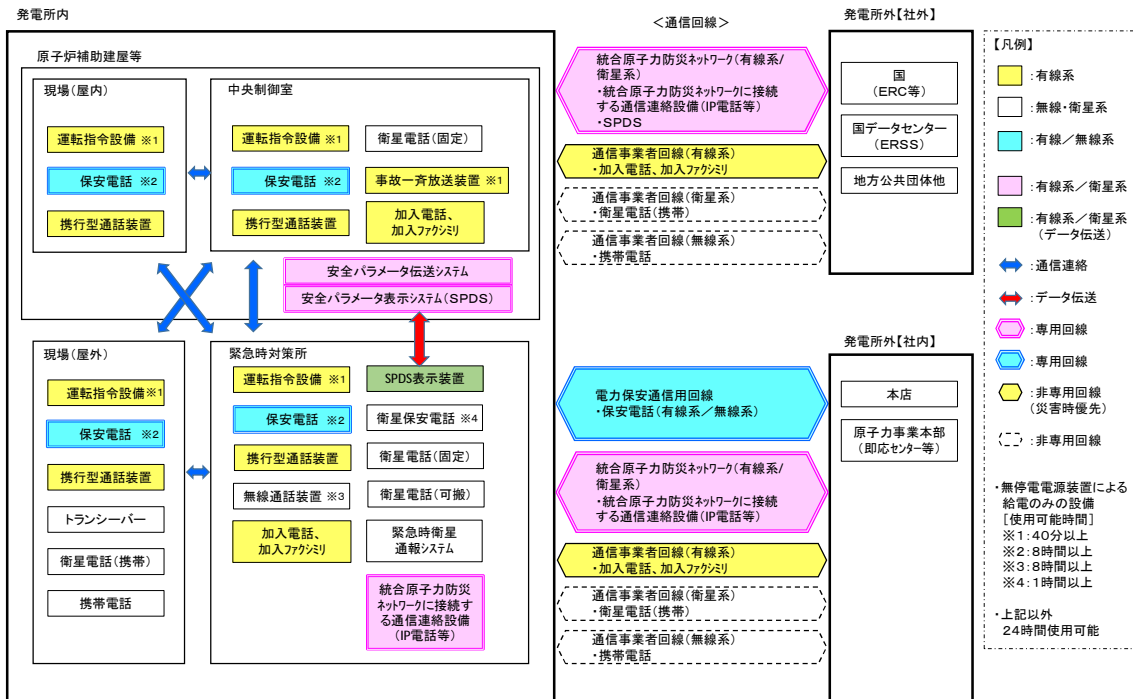 発電所内
原子炉補助建屋等
現場(屋内)
運転指令設備 ※1
保安電話 ※2
携行型通話装置
中央制御室
運転指令設備 ※1
保安電話 ※2
携行型通話装置
衛星電話(固定)
事故一斉放送装置 ※1
加入電話、
加入ファクシミリ
安全パラメータ伝送システム
安全パラメータ表示システム(SPDS)
現場(屋外)
運転指令設備※1
保安電話 ※2
携行型通話装置
トランシーバー
衛星電話(携帯)
携帯電話
緊急時対策所
運転指令設備 ※1
保安電話 ※2
携行型通話装置
無線通話装置 ※3
加入電話、
加入ファクシミリ
SPDS表示装置
衛星保安電話 ※4
衛星電話(固定)
衛星電話(可搬)
緊急時衛星
通報システム
統合原子力防災
ネットワークに接続す
る通信連絡設備
(IP電話等)
<通信回線>
統合原子力防災ネットワーク(有線系/
衛星系)
・統合原子力防災ネットワークに接続
する通信連絡設備(IP電話等)
・SPDS
通信事業者回線(有線系)
・加入電話、加入ファクシミリ
通信事業者回線(衛星系)
・衛星電話(携帯)
通信事業者回線(無線系)
・携帯電話
電力保安通信用回線
・保安電話(有線系/無線系)
統合原子力防災ネットワーク(有線系/
衛星系)
・統合原子力防災ネットワークに接続
する通信連絡設備(IP電話等)
通信事業者回線(有線系)
・加入電話、加入ファクシミリ
通信事業者回線(衛星系)
・衛星電話(携帯)
通信事業者回線(無線系)
・携帯電話
発電所外【社外】
国
(ERC等)
国データセンター
(ERSS)
地方公共団体他
発電所外【社内】
本店
原子力事業本部
(即応センター等)
【凡例】
:有線系
:無線・衛星系
:有線/無線系
:有線系/衛星系
:有線系/衛星系
(データ伝送)
:通信連絡
:データ伝送
:専用回線
:専用回線
:非専用回線
(災害時優先)
:非専用回線
・無停電電源装置による
給電のみの設備
[使用可能時間]
※1:40分以上
※2:8時間以上
※3:8時間以上
※4:1時間以上
・上記以外
24時間使用可能